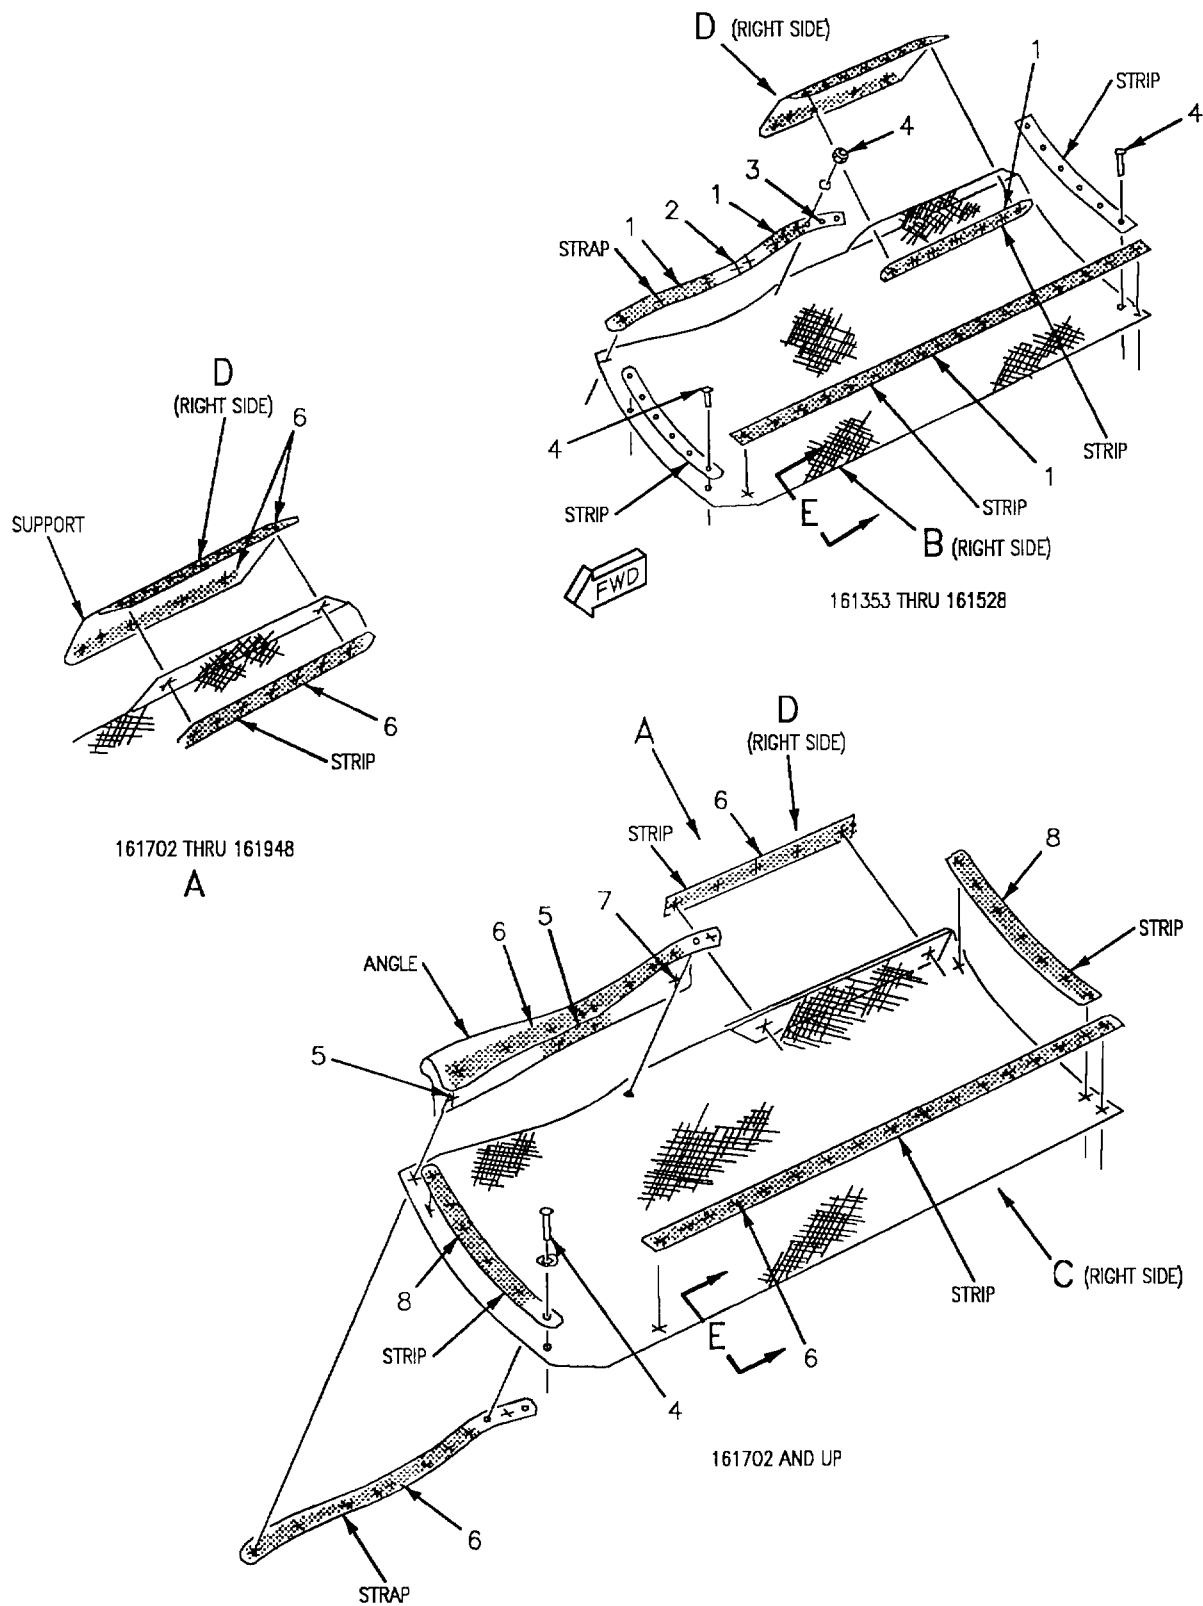 D (RIGHT SIDE)
1
STRIP
4
4
3
1
2
1
STRAP
4
STRIP
E
STRIP
1
STRIP
B (RIGHT SIDE)
FWD
161353 THRU 161528
D
(RIGHT SIDE)
6
SUPPORT
6
STRIP
161702 THRU 161948
A
A
D
(RIGHT SIDE)
6
STRIP
8
STRIP
7
5
6
ANGLE
5
8
STRIP
4
E
6
STRIP
C (RIGHT SIDE)
161702 AND UP
6
STRAP